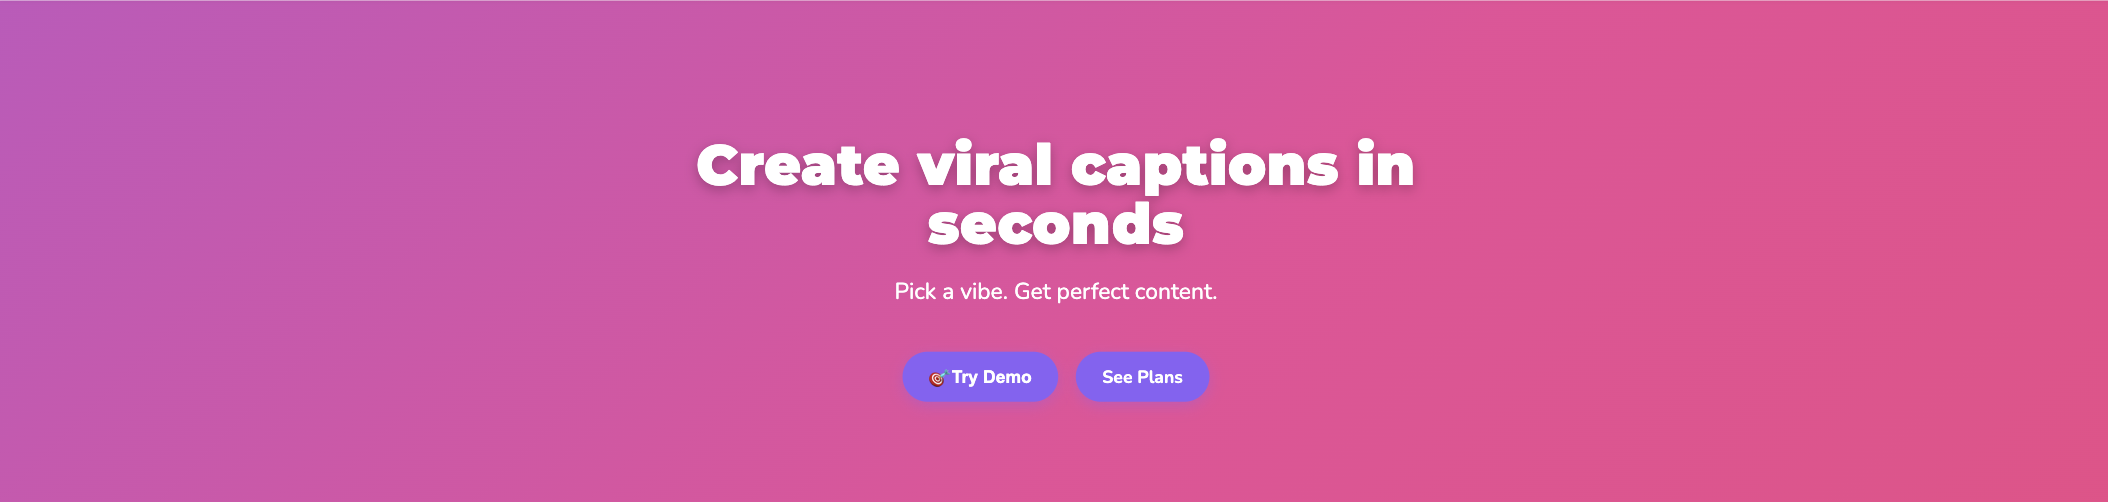 Create viral captions in
seconds
Pick a vibe. Get perfect content.
🎯 Try Demo
See Plans